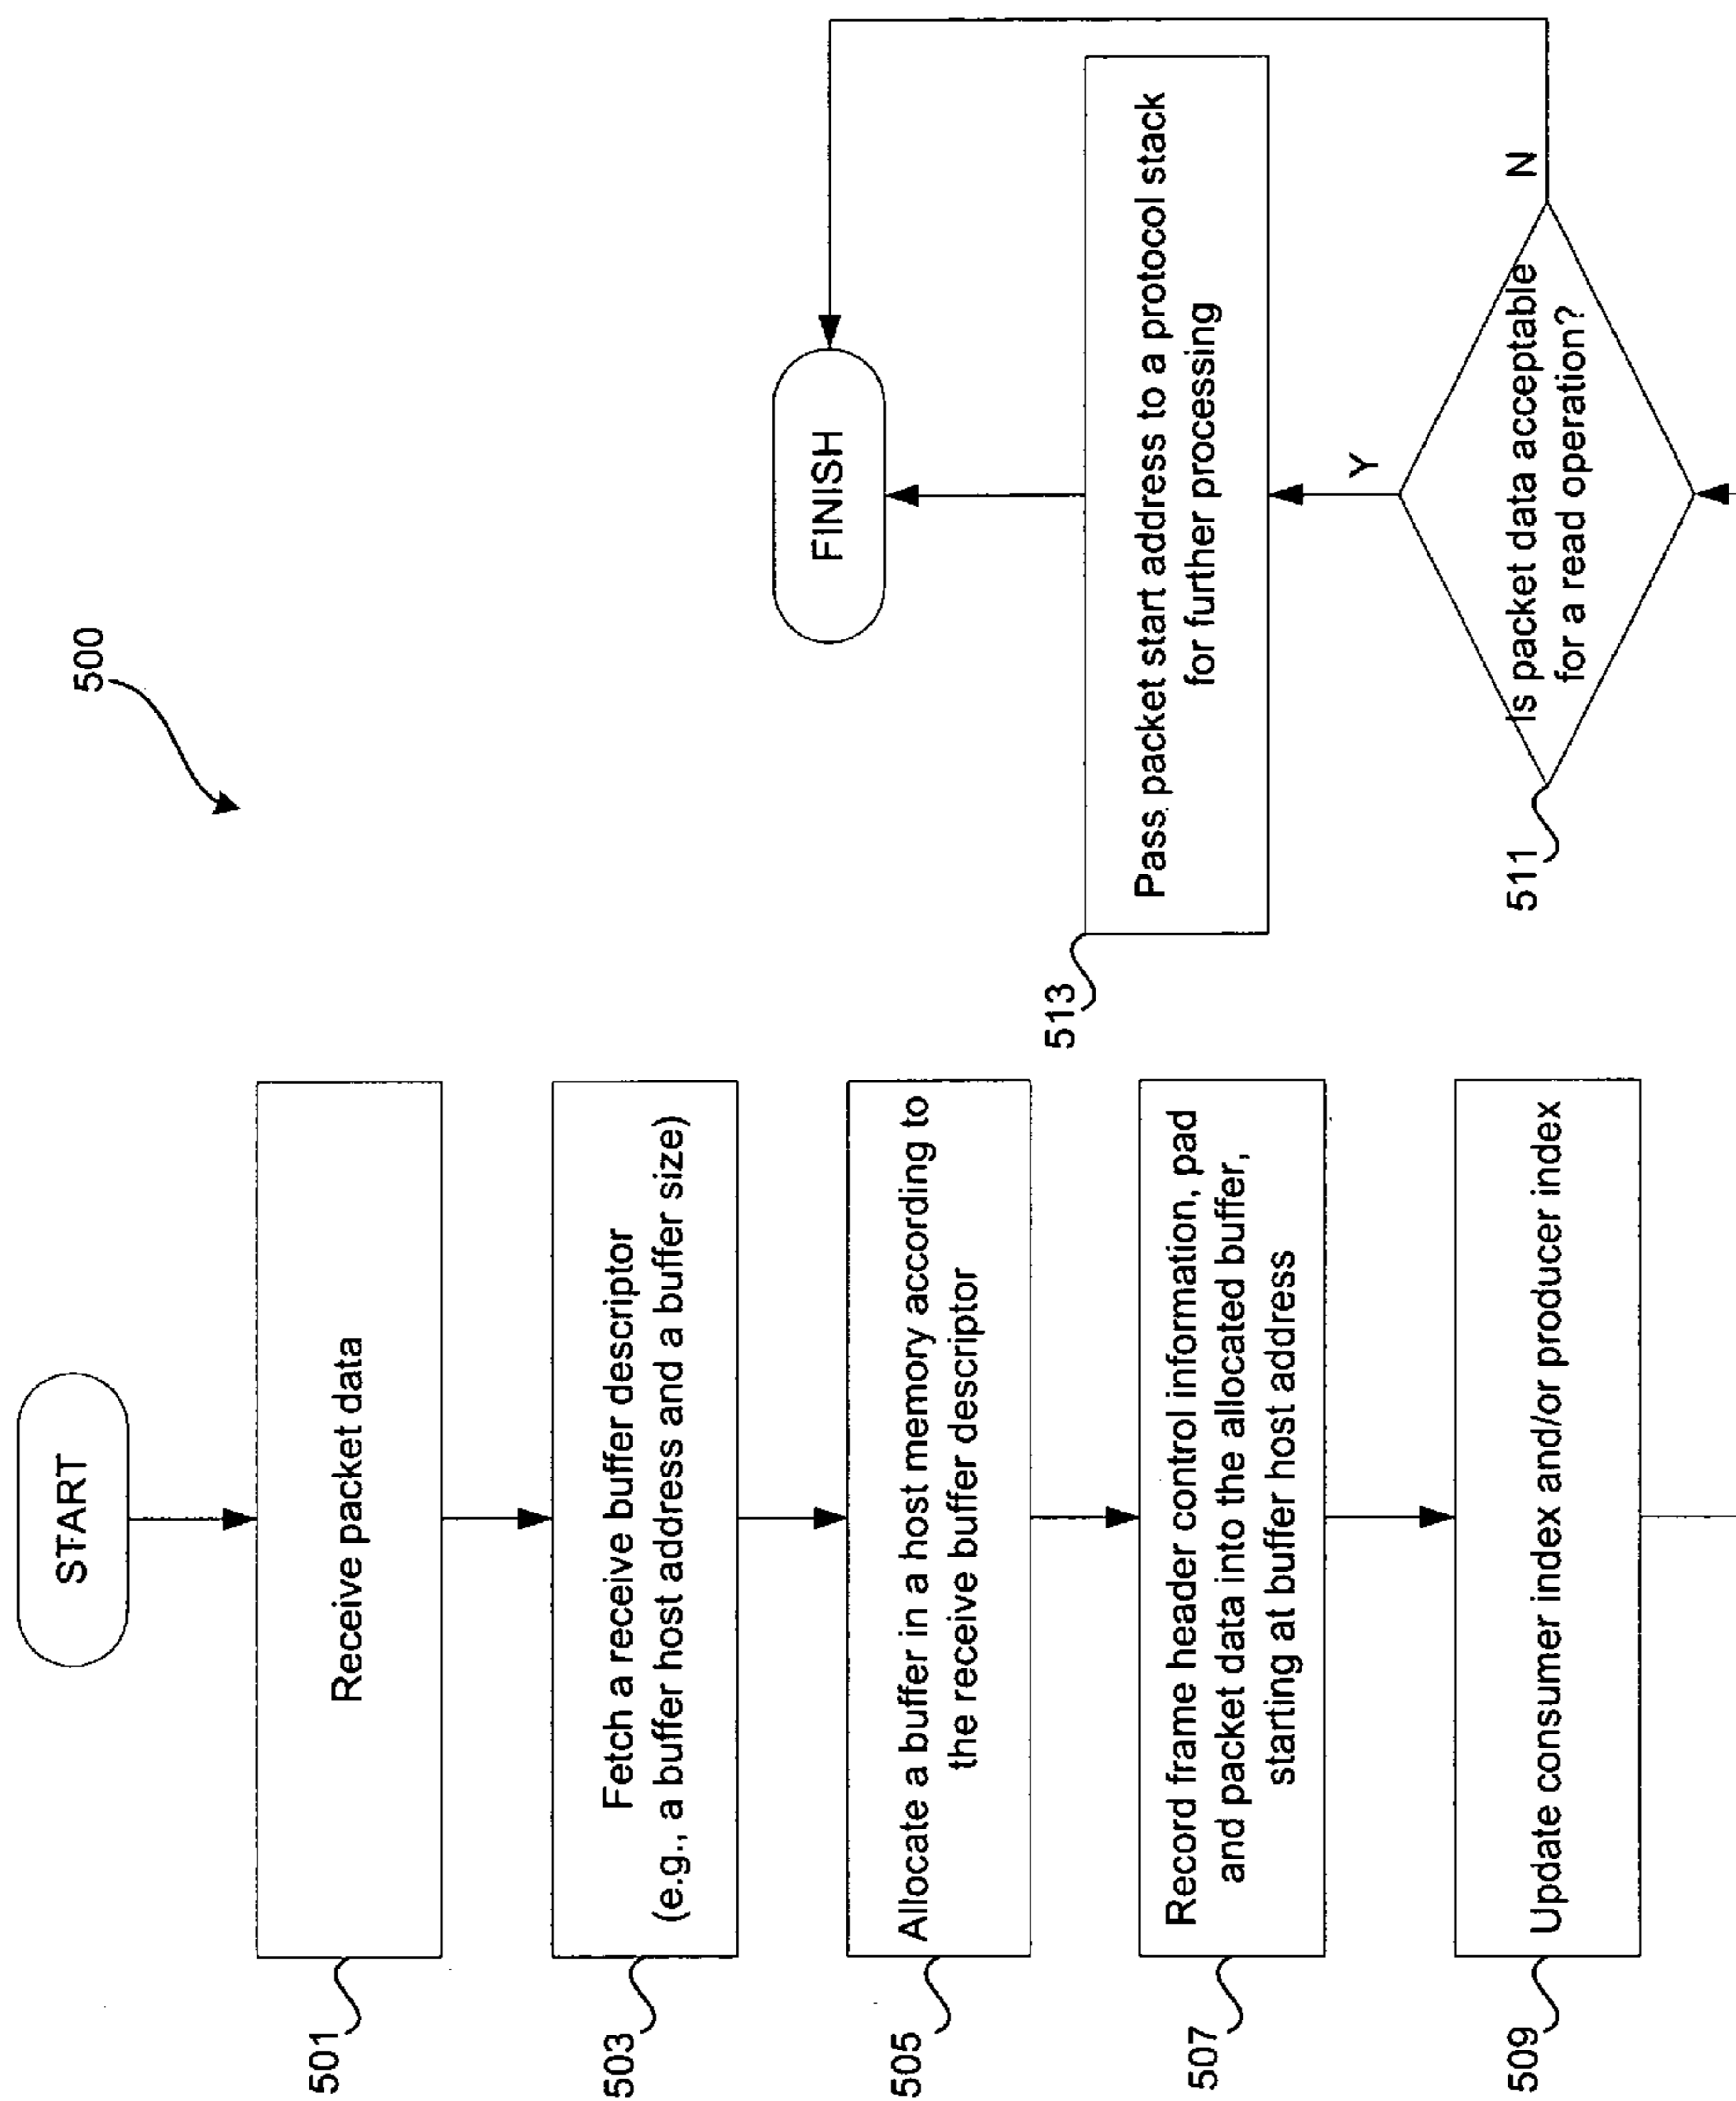 500
START
501
Receive packet data
503
Fetch a receive buffer descriptor
(e.g., a buffer host address and a buffer size)
505
Allocate a buffer in a host memory according to
the receive buffer descriptor
507
Record frame header control information, pad
and packet data into the allocated buffer,
starting at buffer host address
509
Update consumer index and/or producer index
511
Is packet data acceptable
for a read operation?
N
Y
513
Pass packet start address to a protocol stack
for further processing
FINISH